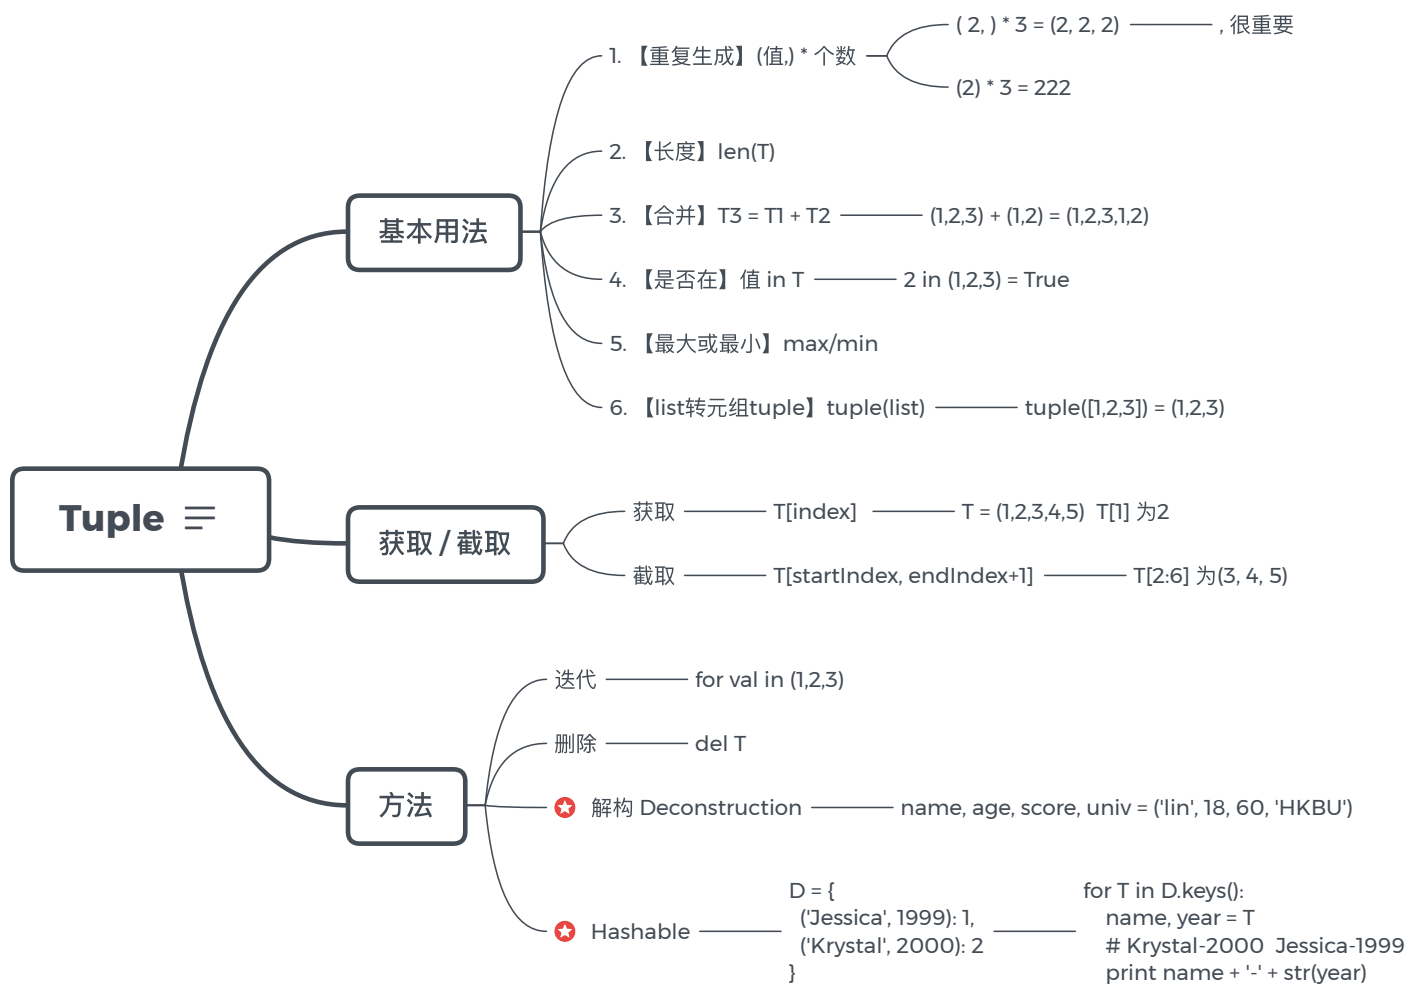 Tuple
基本用法
1. 【重复生成】(值,) * 个数
( 2, ) * 3 = (2, 2, 2)
, 很重要
(2) * 3 = 222
2. 【长度】len(T)
3. 【合并】T3 = T1 + T2
(1,2,3) + (1,2) = (1,2,3,1,2)
4. 【是否在】值 in T
2 in (1,2,3) = True
5. 【最大或最小】max/min
6. 【list转元组tuple】tuple(list)
tuple([1,2,3]) = (1,2,3)
获取 / 截取
获取
T[index]
T = (1,2,3,4,5)  T[1] 为2
截取
T[startIndex, endIndex+1]
T[2:6] 为(3, 4, 5)
方法
迭代
for val in (1,2,3)
删除
del T
解构 Deconstruction
name, age, score, univ = ('lin', 18, 60, 'HKBU')
Hashable
D = {
('Jessica', 1999): 1,
('Krystal', 2000): 2
}
for T in D.keys():
name, year = T
# Krystal-2000  Jessica-1999
print name + '-' + str(year)